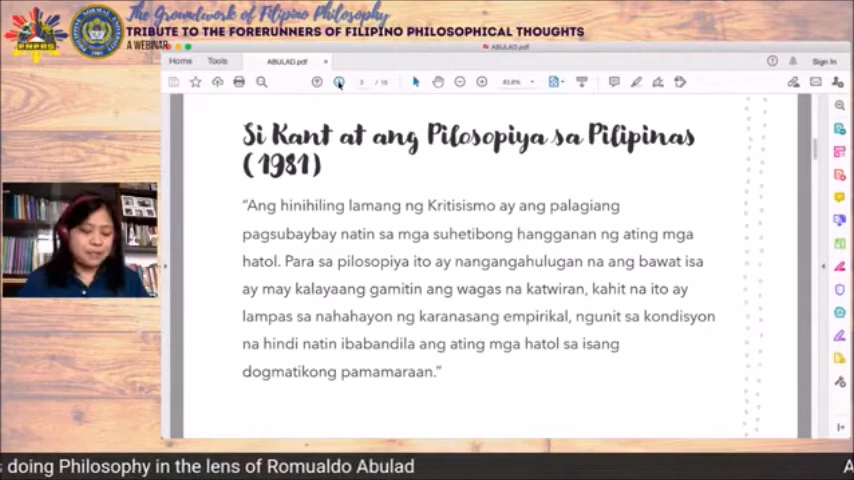 The Groundwork of Filipino Philosophy
TRIBUTE TO THE FORERUNNERS OF FILIPINO PHILOSOPHICAL THOUGHTS
A WEBINAR
ABULAD.pdf
Home Tools ABULAD.pdf × Sign In
3 / 15 83.8%
Si Kant at ang Pilosopiya sa Pilipinas
(1981)
“Ang hinihiling lamang ng Kritisismo ay ang palagiang
pagsubaybay natin sa mga suhetibong hangganan ng ating mga
hatol. Para sa pilosopiya ito ay nangangahulugan na ang bawat isa
ay may kalayaang gamitin ang wagas na katwiran, kahit na ito ay
lampas sa nahahayon ng karanasang empirikal, ngunit sa kondisyon
na hindi natin ibabandila ang ating mga hatol sa isang
dogmatikong pamamaraan.”
s doing Philosophy in the lens of Romualdo Abulad